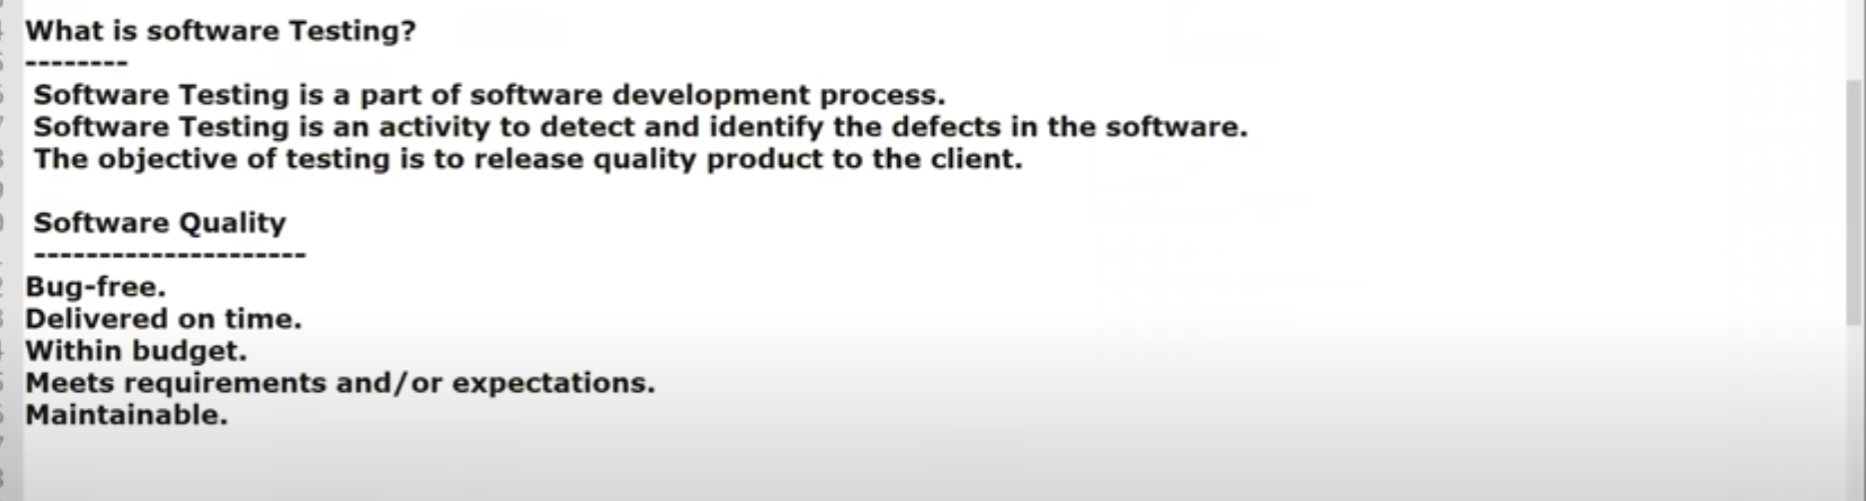 What is software Testing?
--------
Software Testing is a part of software development process.
Software Testing is an activity to detect and identify the defects in the software.
The objective of testing is to release quality product to the client.
Software Quality
---------------------
Bug-free.
Delivered on time.
Within budget.
Meets requirements and/or expectations.
Maintainable.